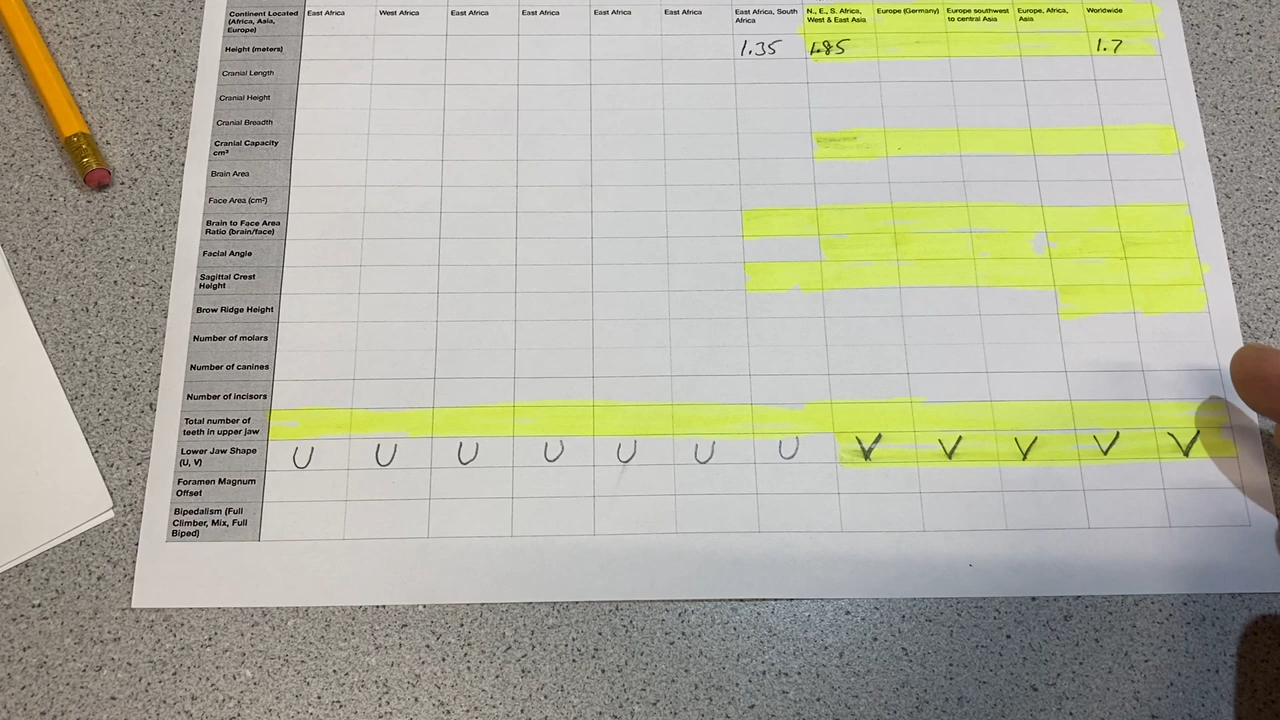 Continent Located (Africa, Asia, Europe) East Africa West Africa East Africa East Africa East Africa East Africa East Africa, South Africa N., E., S. Africa, West & East Asia Europe (Germany) Europe southwest to central Asia Europe, Africa, Asia Worldwide
Height (meters) 1.35 1.85 1.7
Cranial Length
Cranial Height
Cranial Breadth
Cranial Capacity cm³
Brain Area
Face Area (cm²)
Brain to Face Area Ratio (brain/face)
Facial Angle
Sagittal Crest Height
Brow Ridge Height
Number of molars
Number of canines
Number of incisors
Total number of teeth in upper jaw
Lower Jaw Shape (U, V) U U U U U U U V V V V V
Foramen Magnum Offset
Bipedalism (Full Climber, Mix, Full Biped)